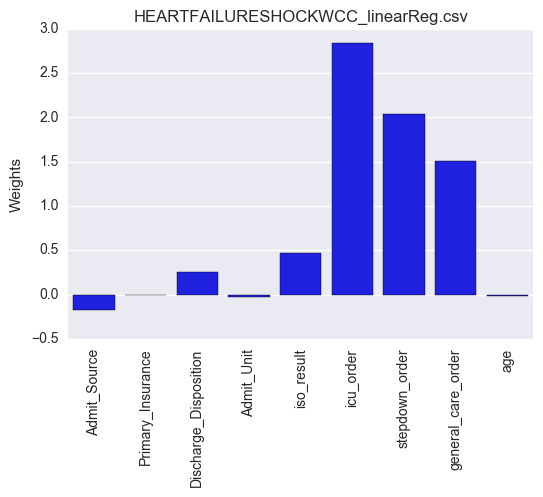 HEARTFAILURESHOCKWCC_linearReg.csv
3.0
2.5
2.0
1.5
1.0
0.5
0.0
−0.5
Weights
Admit_Source
Primary_Insurance
Discharge_Disposition
Admit_Unit
iso_result
icu_order
stepdown_order
general_care_order
age